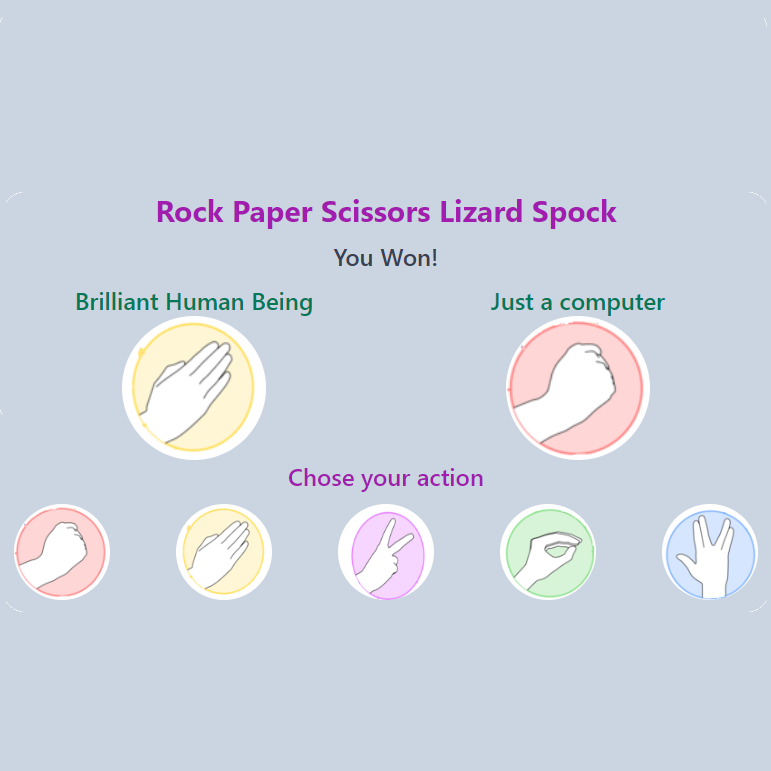 Rock Paper Scissors Lizard Spock
You Won!
Brilliant Human Being
Just a computer
Chose your action